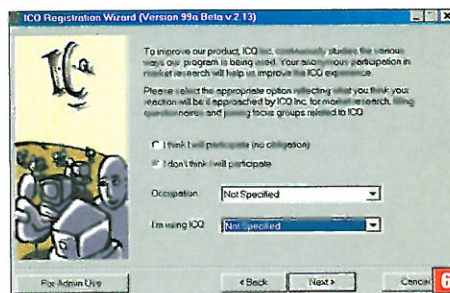 ICQ Registration Wizard (Version 99a Beta v.2.13)
ICQ
To improve our product, ICQ Inc. continuously studies the various
ways our program is being used. Your anonymous participation in
market research will help us improve the ICQ experience.
Please select the appropriate option reflecting what you think your
reaction will be if approached by ICQ Inc. for market research, filling
questionnaires and joining focus groups related to ICQ
I think I will participate (no obligation)
I don't think I will participate
Occupation: Not Specified
I'm using ICQ: Not Specified
For Admin Use
< Back
Next >
Cancel
6